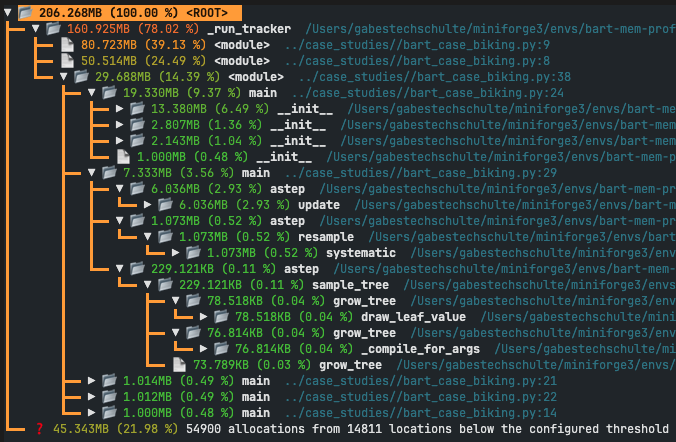 ▼ 📂 206.268MB (100.00 %) <ROOT>
▼ 📂 160.925MB (78.02 %) _run_tracker /Users/gabestechschulte/miniforge3/envs/bart-mem-prof
📄 80.723MB (39.13 %) <module> ../case_studies//bart_case_biking.py:9
📄 50.514MB (24.49 %) <module> ../case_studies//bart_case_biking.py:8
▼ 📂 29.688MB (14.39 %) <module> ../case_studies//bart_case_biking.py:38
▼ 📂 19.330MB (9.37 %) main ../case_studies//bart_case_biking.py:24
▶ 📂 13.380MB (6.49 %) __init__ /Users/gabestechschulte/miniforge3/envs/bart-mem
▶ 📂 2.807MB (1.36 %) __init__ /Users/gabestechschulte/miniforge3/envs/bart-mem
▶ 📂 2.143MB (1.04 %) __init__ /Users/gabestechschulte/miniforge3/envs/bart-mem
📄 1.000MB (0.48 %) __init__ /Users/gabestechschulte/miniforge3/envs/bart-mem-p
▼ 📂 7.333MB (3.56 %) main ../case_studies//bart_case_biking.py:29
▼ 📂 6.036MB (2.93 %) astep /Users/gabestechschulte/miniforge3/envs/bart-mem-pr
▶ 📂 6.036MB (2.93 %) update /Users/gabestechschulte/miniforge3/envs/bart-me
▼ 📂 1.073MB (0.52 %) astep /Users/gabestechschulte/miniforge3/envs/bart-mem-pr
▼ 📂 1.073MB (0.52 %) resample /Users/gabestechschulte/miniforge3/envs/bart
▶ 📂 1.073MB (0.52 %) systematic /Users/gabestechschulte/miniforge3/envs
▼ 📂 229.121KB (0.11 %) astep /Users/gabestechschulte/miniforge3/envs/bart-mem-
▼ 📂 229.121KB (0.11 %) sample_tree /Users/gabestechschulte/miniforge3/envs
▼ 📂 78.518KB (0.04 %) grow_tree /Users/gabestechschulte/miniforge3/env
▶ 📂 78.518KB (0.04 %) draw_leaf_value /Users/gabestechschulte/min
▼ 📂 76.814KB (0.04 %) grow_tree /Users/gabestechschulte/miniforge3/env
▶ 📂 76.814KB (0.04 %) _compile_for_args /Users/gabestechschulte/m
📄 73.789KB (0.03 %) grow_tree /Users/gabestechschulte/miniforge3/envs
▶ 📂 1.014MB (0.49 %) main ../case_studies//bart_case_biking.py:21
▶ 📂 1.012MB (0.49 %) main ../case_studies//bart_case_biking.py:22
▶ 📂 1.000MB (0.48 %) main ../case_studies//bart_case_biking.py:14
❓ 45.343MB (21.98 %) 54900 allocations from 14811 locations below the configured threshold